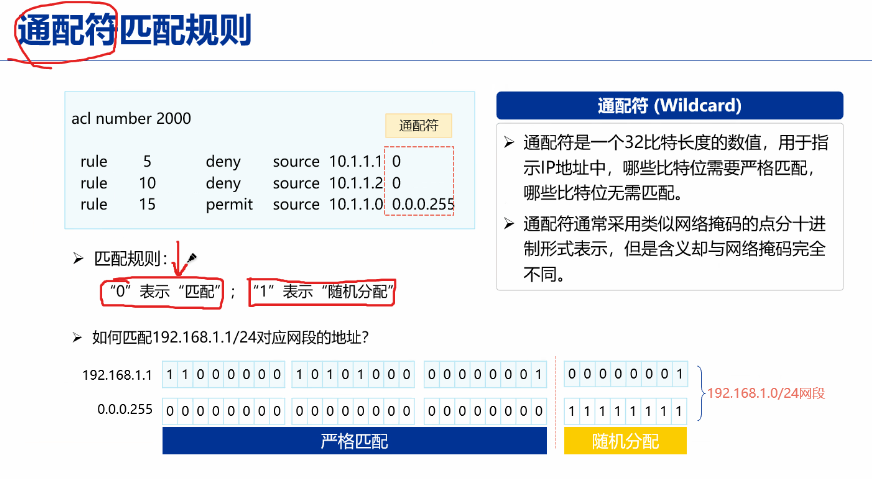 通配符匹配规则
acl number 2000
通配符
rule 5 deny source 10.1.1.1 0
rule 10 deny source 10.1.1.2 0
rule 15 permit source 10.1.1.0 0.0.0.255
通配符 (Wildcard)
➢ 通配符是一个32比特长度的数值，用于指
示IP地址中，哪些比特位需要严格匹配，
哪些比特位无需匹配。
➢ 通配符通常采用类似网络掩码的点分十进
制形式表示，但是含义却与网络掩码完全
不同。
➢ 匹配规则：
“0”表示“匹配”；“1”表示“随机分配”
➢ 如何匹配192.168.1.1/24对应网段的地址？
192.168.1.1 1 1 0 0 0 0 0 0 1 0 1 0 1 0 0 0 0 0 0 0 0 0 0 1 0 0 0 0 0 0 0 1
192.168.1.0/24网段
0.0.0.255 0 0 0 0 0 0 0 0 0 0 0 0 0 0 0 0 0 0 0 0 0 0 0 0 1 1 1 1 1 1 1 1
严格匹配 随机分配